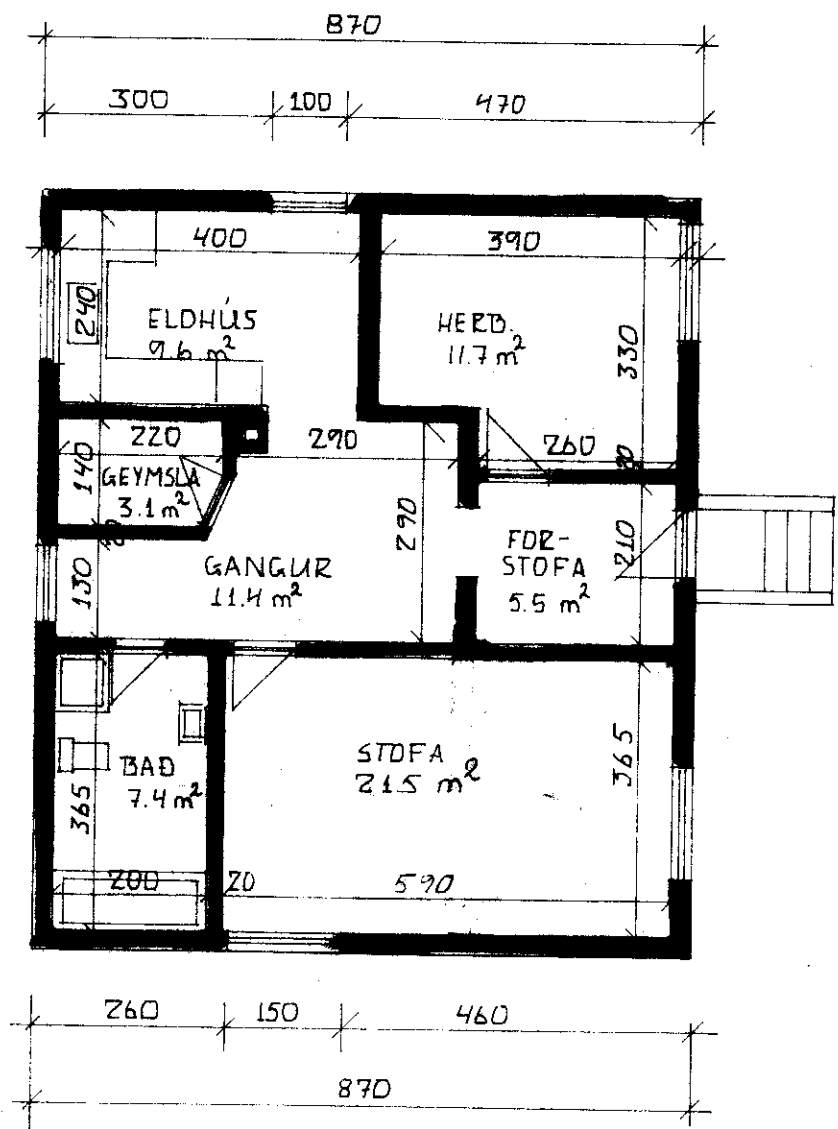 870
300 100 470
400 390
240
ELDHÚS
9.6 m²
HERB.
11.7 m²
330
220 290 260
20
140
GEYMSLA
3.1 m²
20
290
210
FOR-
STOFA
5.5 m²
130
GANGUR
11.4 m²
STOFA
21.5 m²
365
BAÐ
7.4 m²
365
200 20 590
260 150 460
870